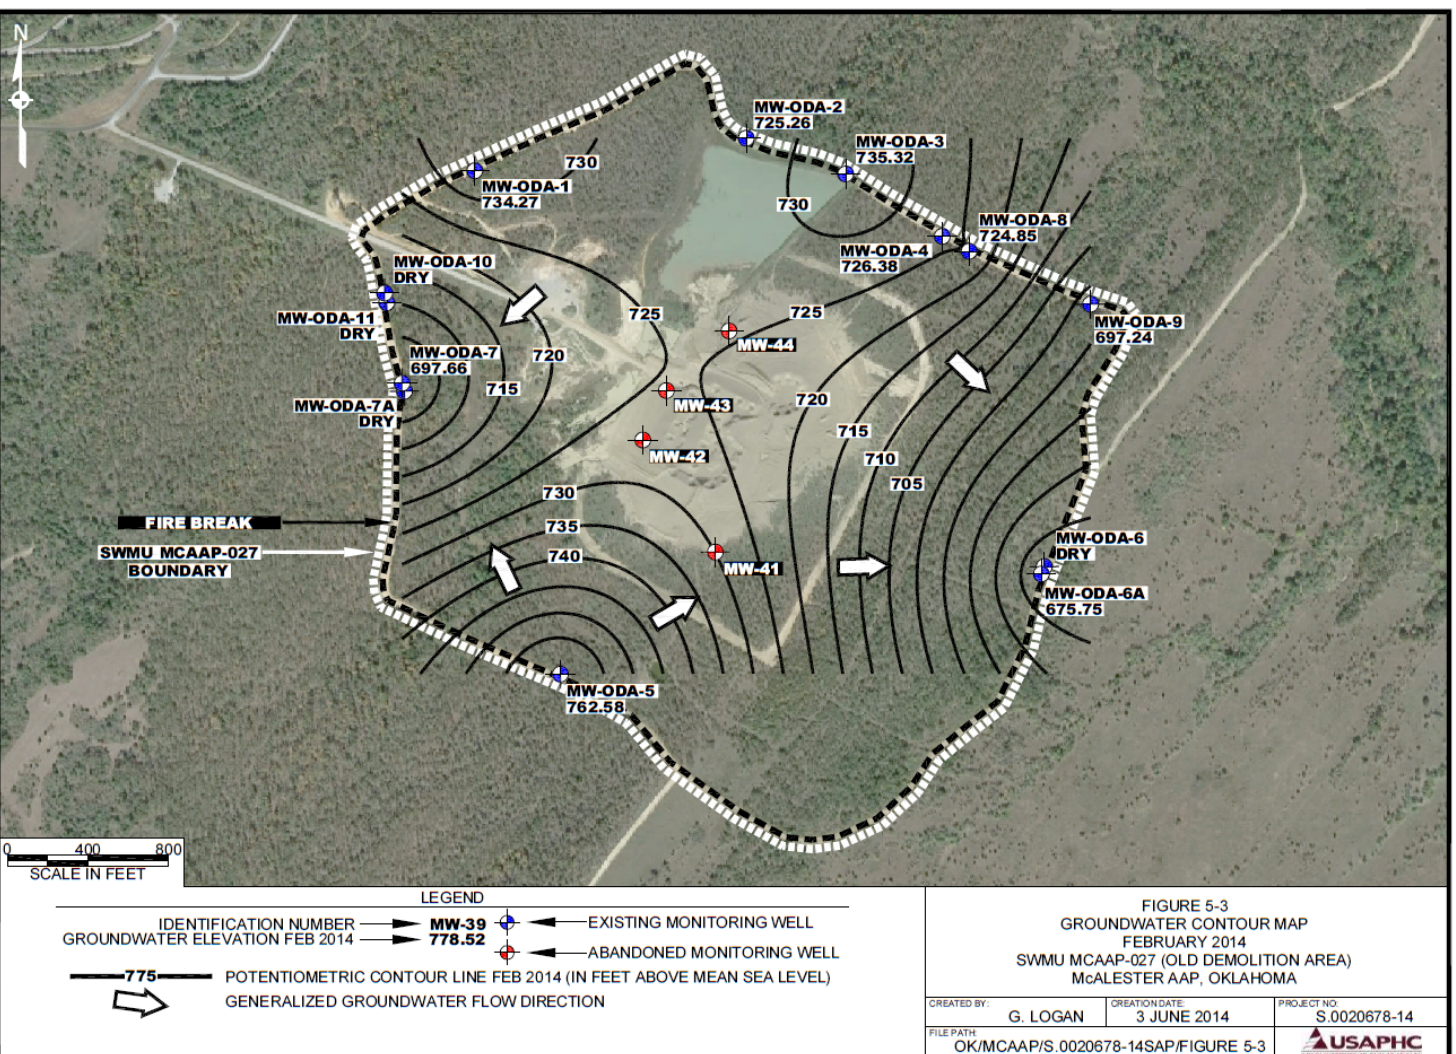 N
MW-ODA-2
725.26
MW-ODA-3
735.32
730
MW-ODA-1
734.27
730
MW-ODA-8
724.85
MW-ODA-4
726.38
MW-ODA-10
DRY
MW-ODA-11
DRY
725
725
MW-ODA-9
697.24
MW-44
MW-ODA-7
697.66
720
715
MW-ODA-7A
DRY
MW-43
720
715
MW-42
710
705
730
FIRE BREAK
735
SWMU MCAAP-027
BOUNDARY
740
MW-41
MW-ODA-6
DRY
MW-ODA-6A
675.75
MW-ODA-5
762.58
0 400 800
SCALE IN FEET
LEGEND
IDENTIFICATION NUMBER MW-39 EXISTING MONITORING WELL
GROUNDWATER ELEVATION FEB 2014 778.52
ABANDONED MONITORING WELL
775 POTENTIOMETRIC CONTOUR LINE FEB 2014 (IN FEET ABOVE MEAN SEA LEVEL)
GENERALIZED GROUNDWATER FLOW DIRECTION
FIGURE 5-3
GROUNDWATER CONTOUR MAP
FEBRUARY 2014
SWMU MCAAP-027 (OLD DEMOLITION AREA)
McALESTER AAP, OKLAHOMA
CREATED BY:
G. LOGAN
CREATION DATE:
3 JUNE 2014
PROJECT NO:
S.0020678-14
FILE PATH:
OK/MCAAP/S.0020678-14SAP/FIGURE 5-3
USAPHC